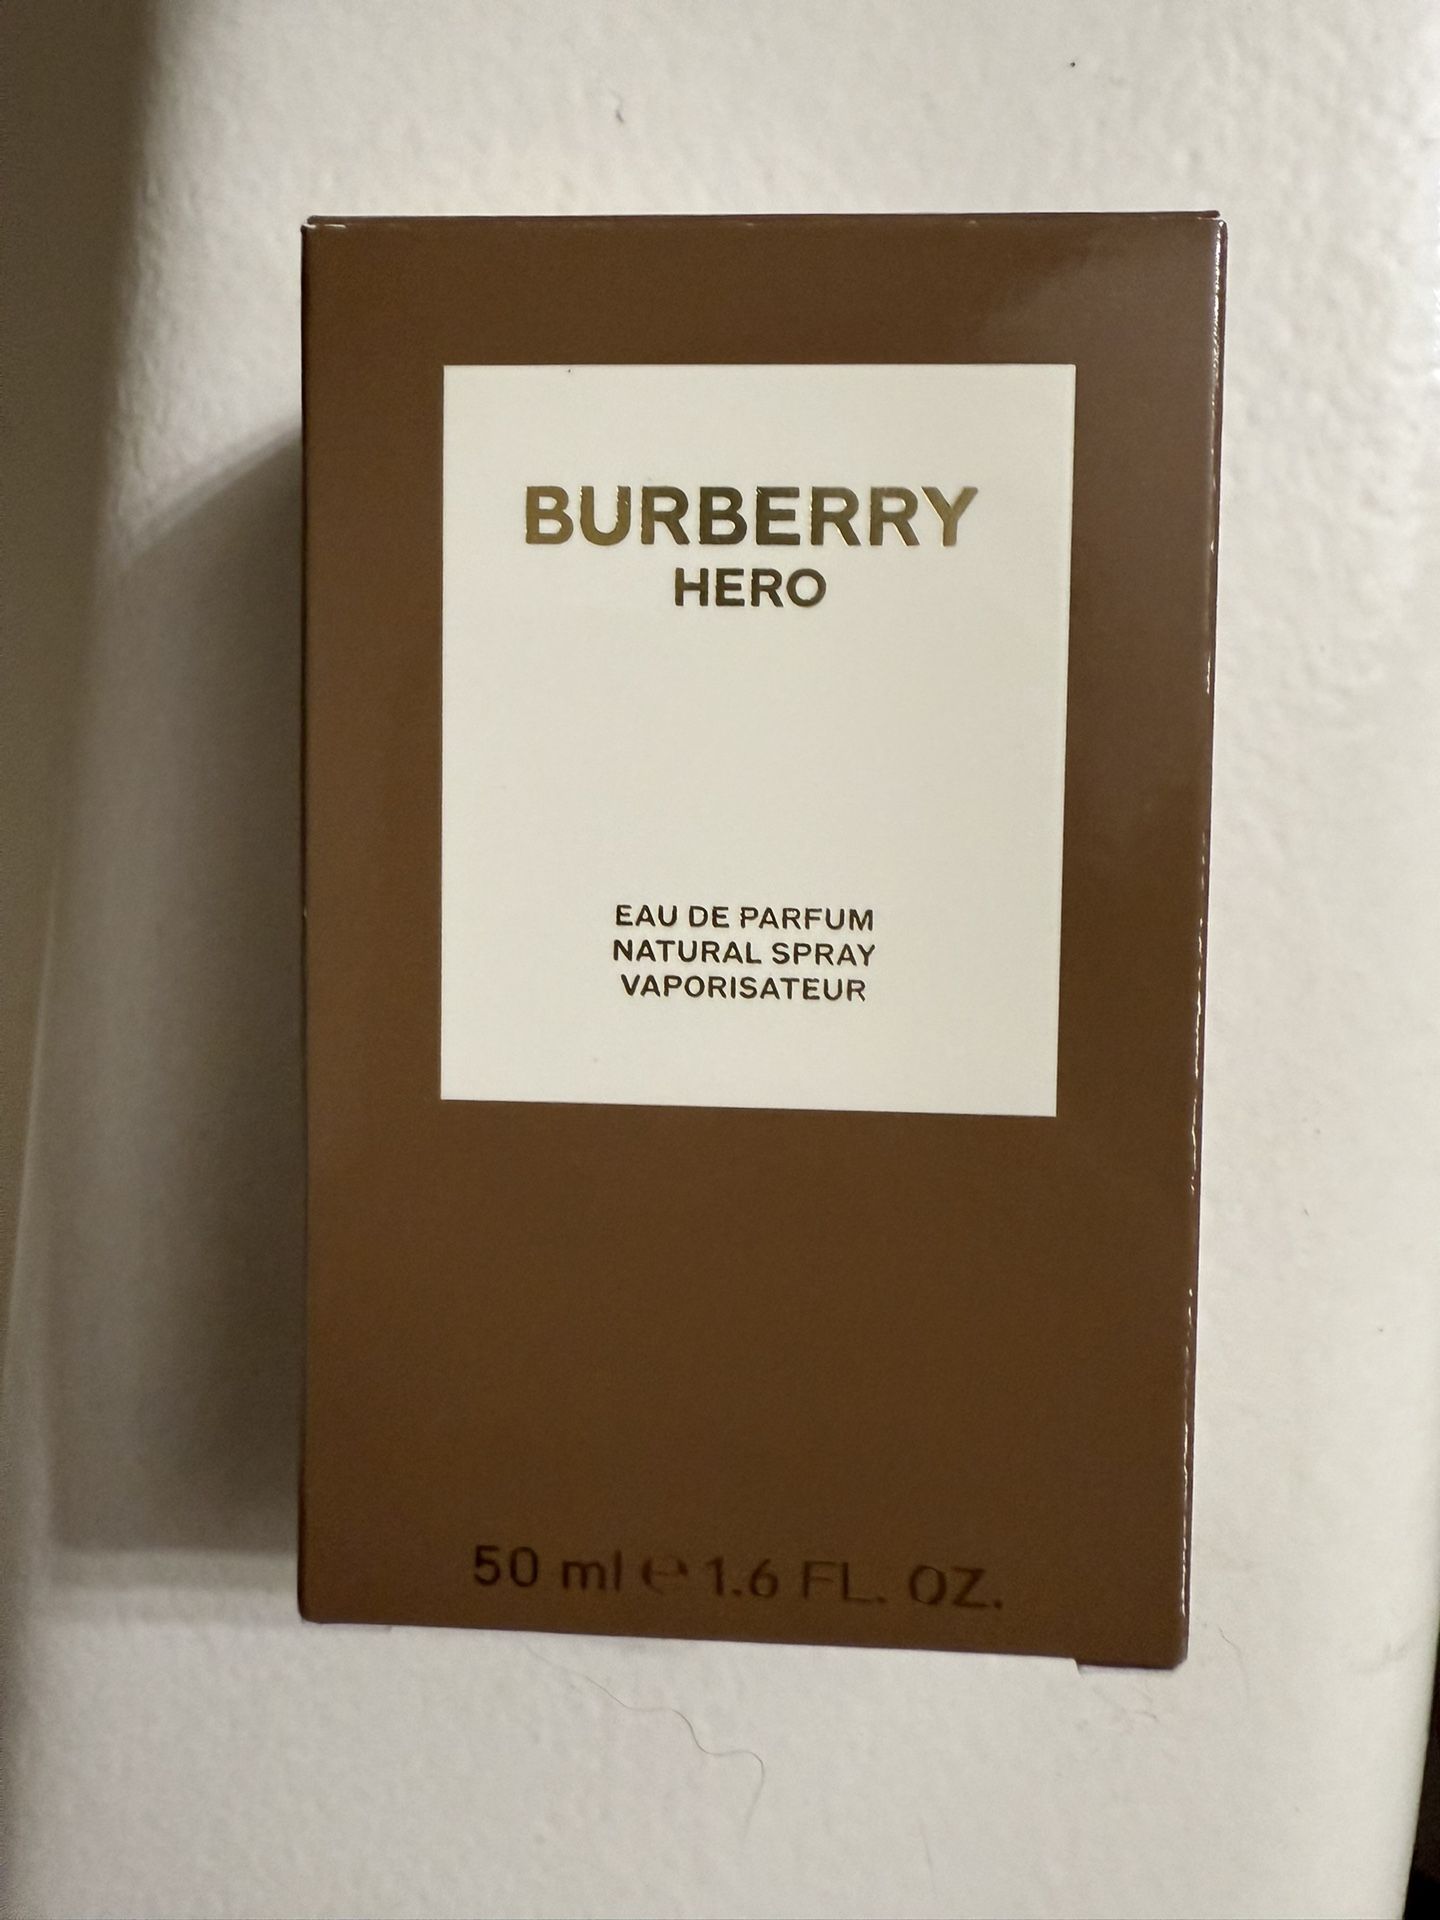 BURBERRY
HERO
EAU DE PARFUM
NATURAL SPRAY
VAPORISATEUR
50 ml ℮ 1.6 FL. OZ.